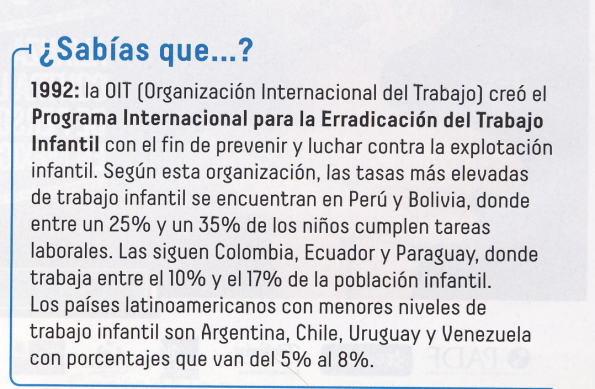 ¿Sabías que...?
1992: la OIT (Organización Internacional del Trabajo) creó el
Programa Internacional para la Erradicación del Trabajo
Infantil con el fin de prevenir y luchar contra la explotación
infantil. Según esta organización, las tasas más elevadas
de trabajo infantil se encuentran en Perú y Bolivia, donde
entre un 25% y un 35% de los niños cumplen tareas
laborales. Las siguen Colombia, Ecuador y Paraguay, donde
trabaja entre el 10% y el 17% de la población infantil.
Los países latinoamericanos con menores niveles de
trabajo infantil son Argentina, Chile, Uruguay y Venezuela
con porcentajes que van del 5% al 8%.